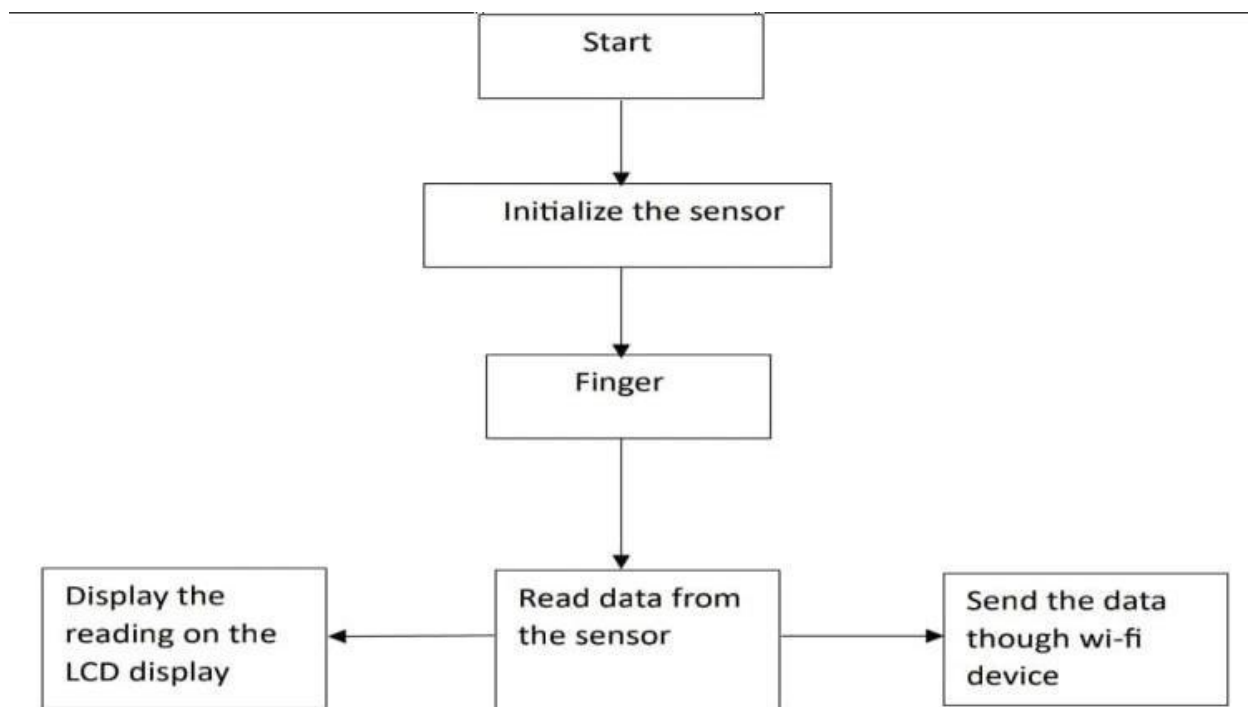 Start
Initialize the sensor
Finger
Display the
reading on the
LCD display
Read data from
the sensor
Send the data
though wi-fi
device